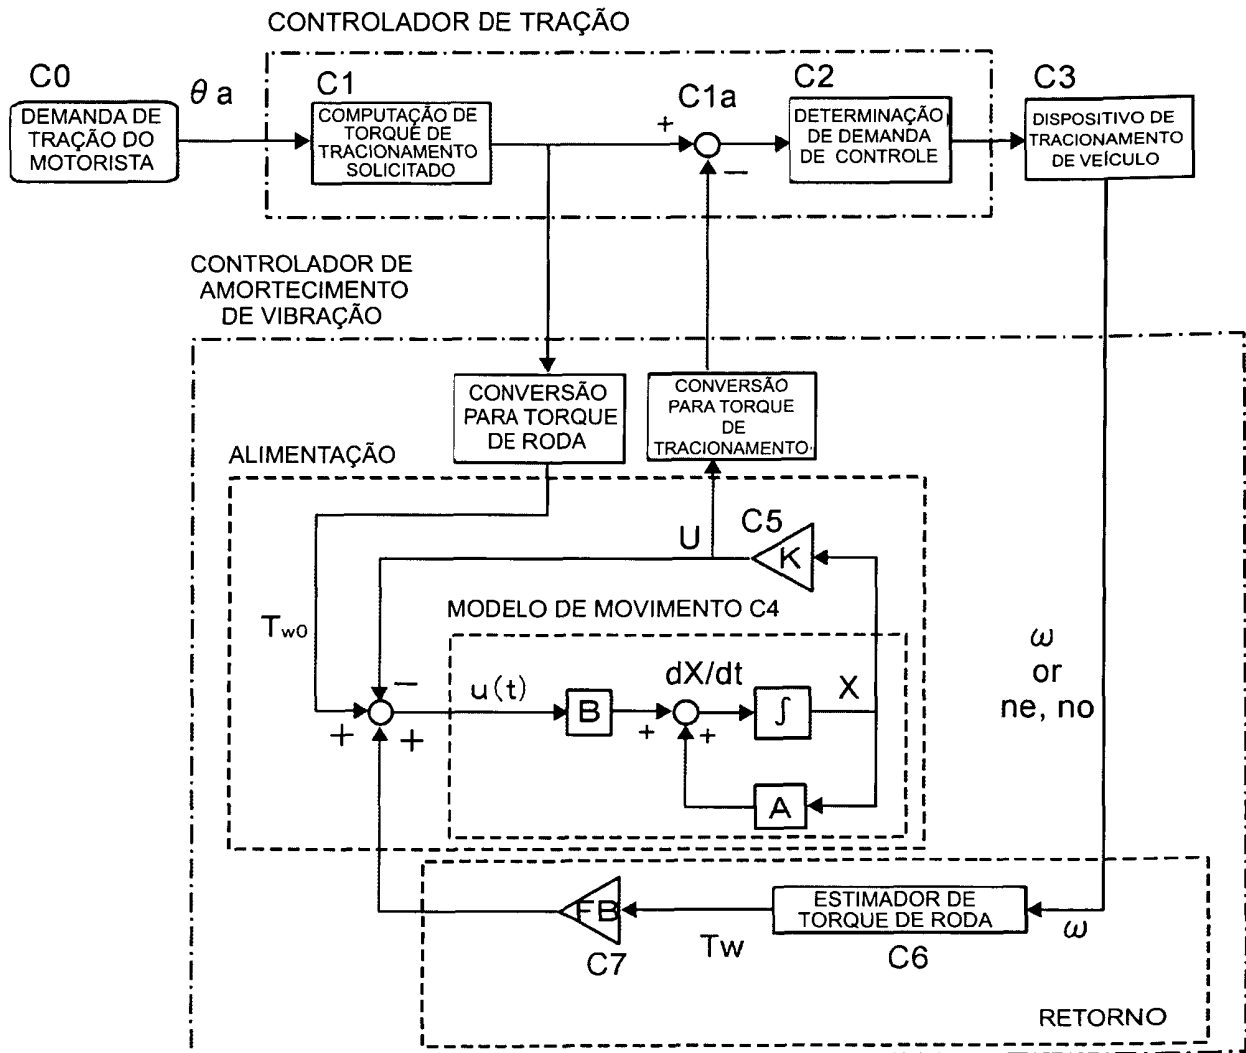 CONTROLADOR DE TRAÇÃO
C0
θa
C1
C1a
C2
C3
DEMANDA DE
TRAÇÃO DO
MOTORISTA
COMPUTAÇÃO DE
TORQUE DE
TRACIONAMENTO
SOLICITADO
+
−
DETERMINAÇÃO
DE DEMANDA
DE CONTROLE
DISPOSITIVO DE
TRACIONAMENTO
DE VEÍCULO
CONTROLADOR DE
AMORTECIMENTO
DE VIBRAÇÃO
CONVERSÃO
PARA TORQUE
DE RODA
CONVERSÃO
PARA TORQUE
DE
TRACIONAMENTO
ALIMENTAÇÃO
U
C5
K
MODELO DE MOVIMENTO C4
Tw0
−
+
+
u(t)
B
+
+
dX/dt
∫
X
A
ω
or
ne, no
FB
C7
Tw
ESTIMADOR DE
TORQUE DE RODA
C6
ω
RETORNO